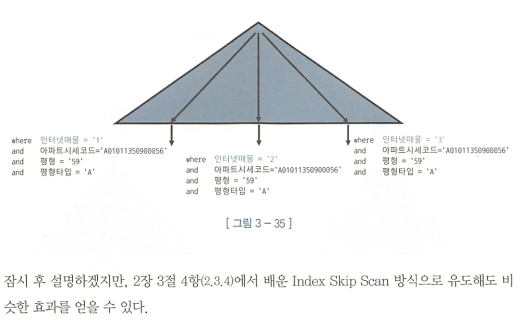 where 인터넷매물 = '1'
and 아파트시세코드='A01011350900056'
and 평형 = '59'
and 평형타입 = 'A'
where 인터넷매물 = '2'
and 아파트시세코드='A01011350900056'
and 평형 = '59'
and 평형타입 = 'A'
where 인터넷매물 = '3'
and 아파트시세코드='A01011350900056'
and 평형 = '59'
and 평형타입 = 'A'
[ 그림 3 - 35 ]
잠시 후 설명하겠지만, 2장 3절 4항(2.3.4)에서 배운 Index Skip Scan 방식으로 유도해도 비
슷한 효과를 얻을 수 있다.